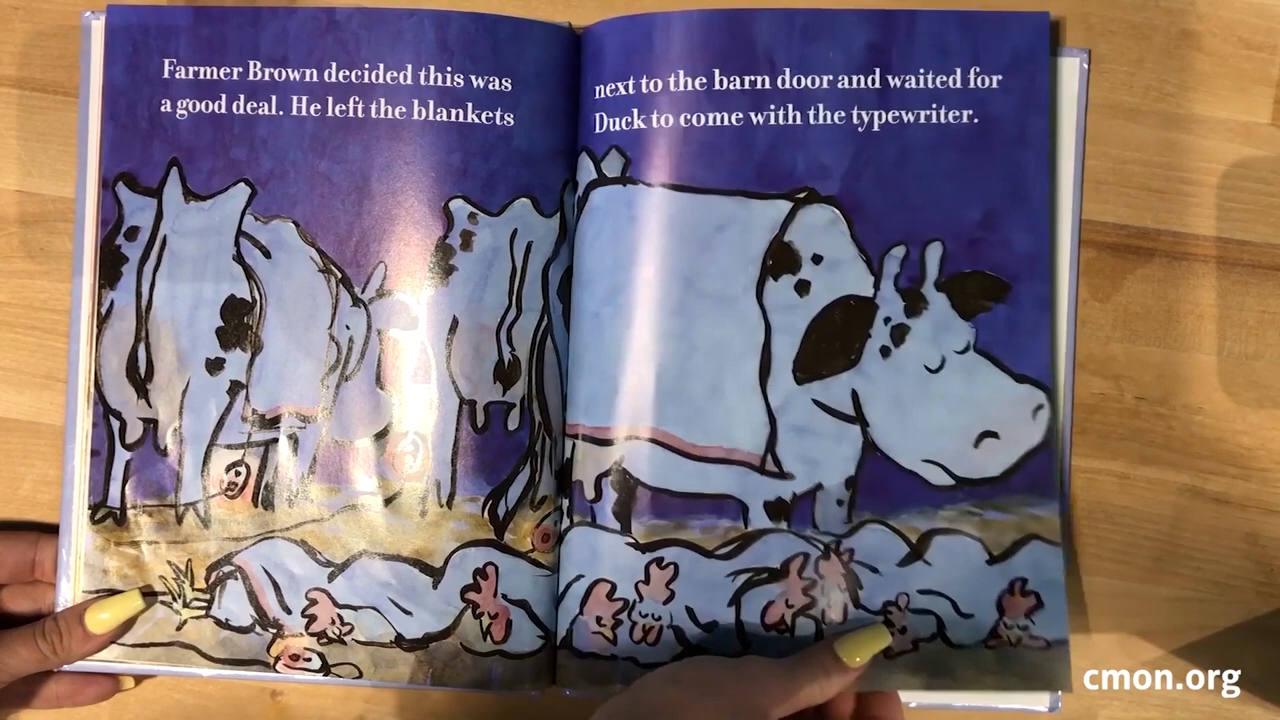 Farmer Brown decided this was
a good deal. He left the blankets
next to the barn door and waited for
Duck to come with the typewriter.
cmon.org